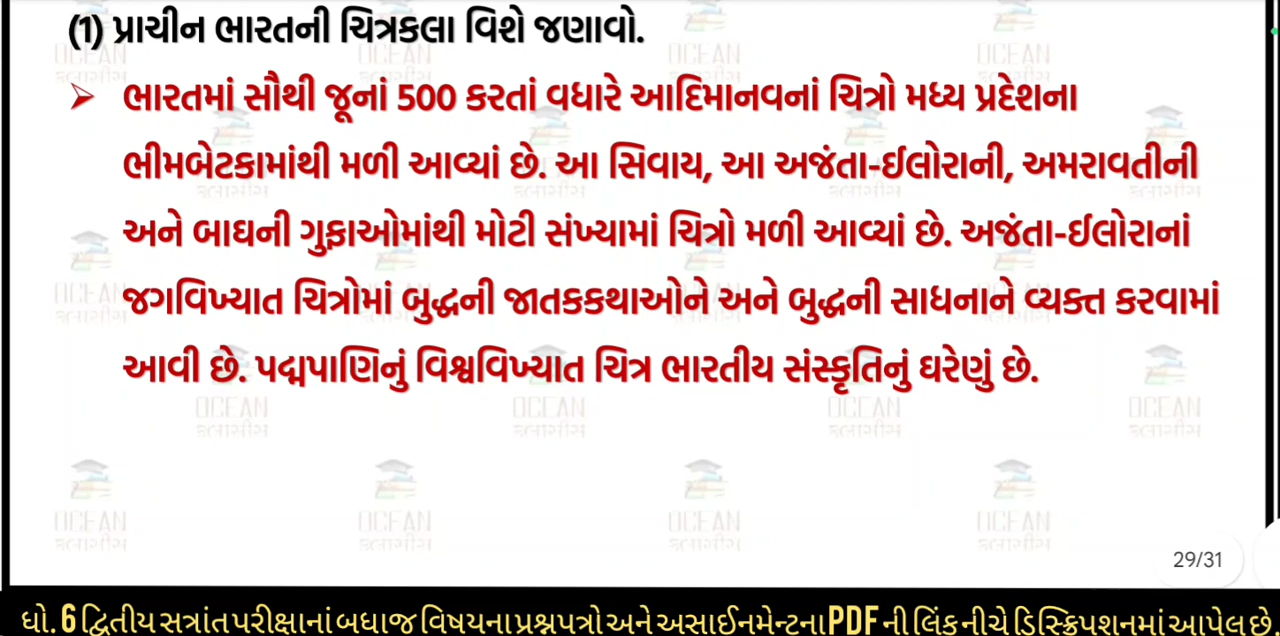 (1) પ્રાચીન ભારતની ચિત્રકલા વિશે જણાવો.
➢ ભારતમાં સૌથી જૂનાં 500 કરતાં વધારે આદિમાનવનાં ચિત્રો મધ્ય પ્રદેશના
ભીમબેટકામાંથી મળી આવ્યાં છે. આ સિવાય, આ અજંતા-ઈલોરાની, અમરાવતીની
અને બાઘની ગુફાઓમાંથી મોટી સંખ્યામાં ચિત્રો મળી આવ્યાં છે. અજંતા-ઈલોરાનાં
જગવિખ્યાત ચિત્રોમાં બુદ્ધની જાતકકથાઓને અને બુદ્ધની સાધનાને વ્યક્ત કરવામાં
આવી છે. પદ્મપાણિનું વિશ્વવિખ્યાત ચિત્ર ભારતીય સંસ્કૃતિનું ઘરેણું છે.
OCEAN
ક્લાસીસ
29/31
ધો. 6 દ્વિતીય સત્રાંત પરીક્ષાનાં બધા જ વિષયના પ્રશ્નપત્રો અને અસાઈનમેન્ટના PDF ની લિંક નીચે ડિસ્ક્રિપશનમાં આપેલ છે.